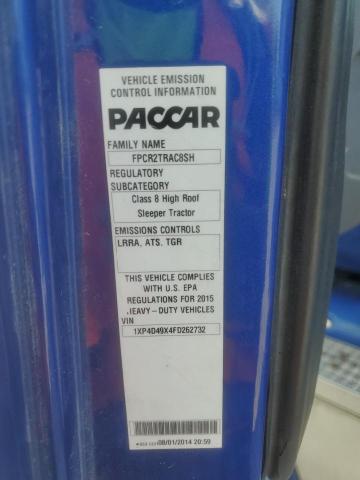 VEHICLE EMISSION
CONTROL INFORMATION
PACCAR
FAMILY NAME
FPCR2TRAC8SH
REGULATORY
SUBCATEGORY
Class 8 High Roof
Sleeper Tractor
EMISSIONS CONTROLS
LRRA, ATS, TGR
THIS VEHICLE COMPLIES
WITH U.S. EPA
REGULATIONS FOR 2015
HEAVY-DUTY VEHICLES
VIN
1XP4D49X4FD262732
08/01/2014 20:59